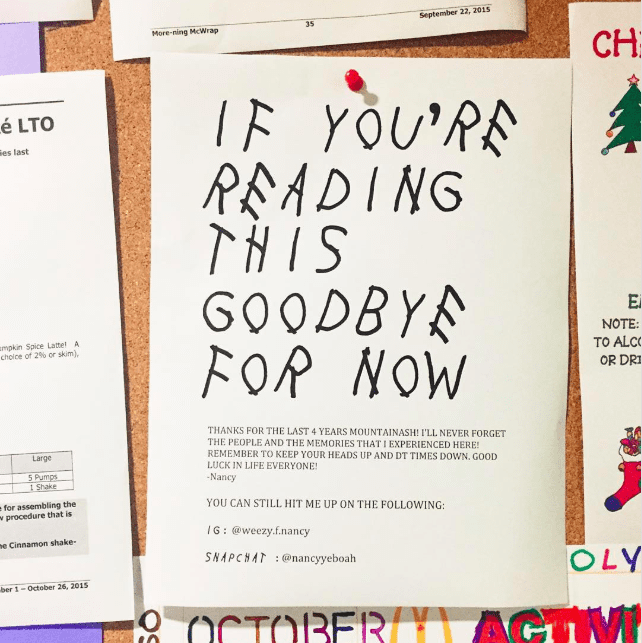 More-ning McWrap
35
September 22, 2015
é LTO
ies last
umpkin Spice Latte! A
choice of 2% or skim),
Large
5 Pumps
1 Shake
e for assembling the
w procedure that is
he Cinnamon shake-
ber 1 – October 26, 2015
IF YOU'RE
READING
THIS
GOODBYE
FOR NOW
THANKS FOR THE LAST 4 YEARS MOUNTAINASH! I'LL NEVER FORGET
THE PEOPLE AND THE MEMORIES THAT I EXPERIENCED HERE!
REMEMBER TO KEEP YOUR HEADS UP AND DT TIMES DOWN. GOOD
LUCK IN LIFE EVERYONE!
-Nancy
YOU CAN STILL HIT ME UP ON THE FOLLOWING:
IG: @weezy.f.nancy
SNAPCHAT : @nancyyeboah
CH
NOTE:
TO ALCO
OR DRI
OLY
OCTOBER ACTIVI